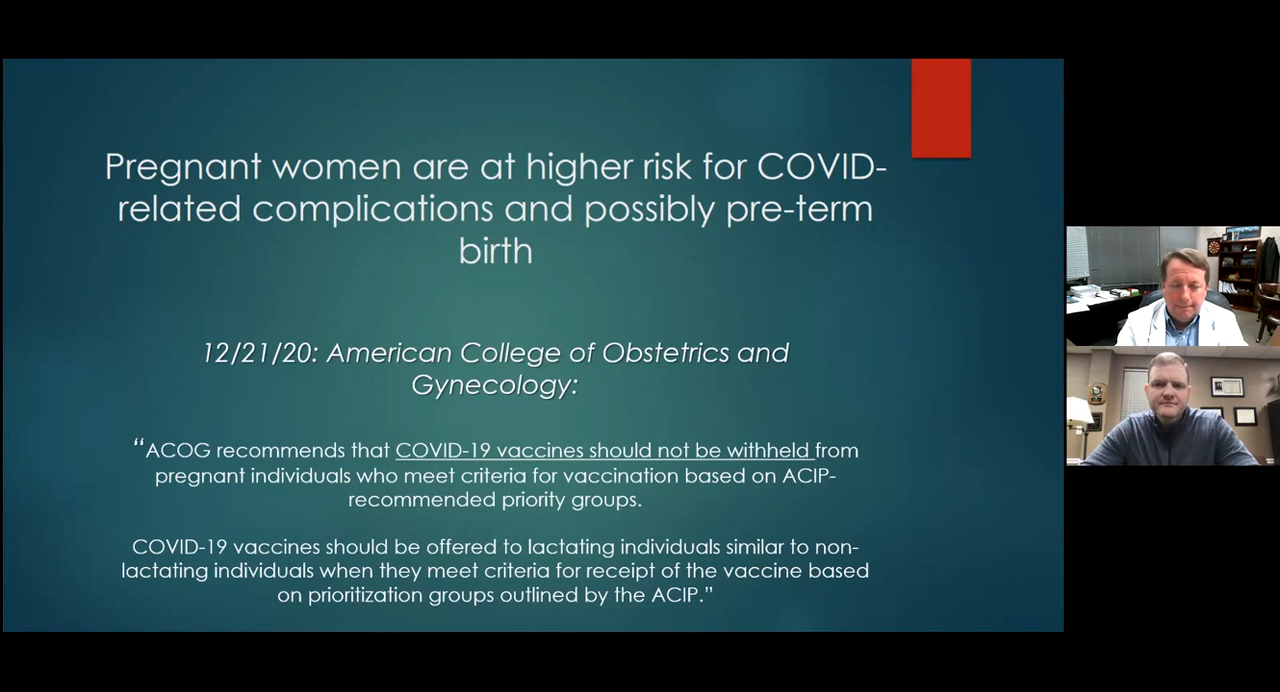 Pregnant women are at higher risk for COVID-
related complications and possibly pre-term
birth
12/21/20: American College of Obstetrics and
Gynecology:
“ACOG recommends that COVID-19 vaccines should not be withheld from
pregnant individuals who meet criteria for vaccination based on ACIP-
recommended priority groups.
COVID-19 vaccines should be offered to lactating individuals similar to non-
lactating individuals when they meet criteria for receipt of the vaccine based
on prioritization groups outlined by the ACIP.”